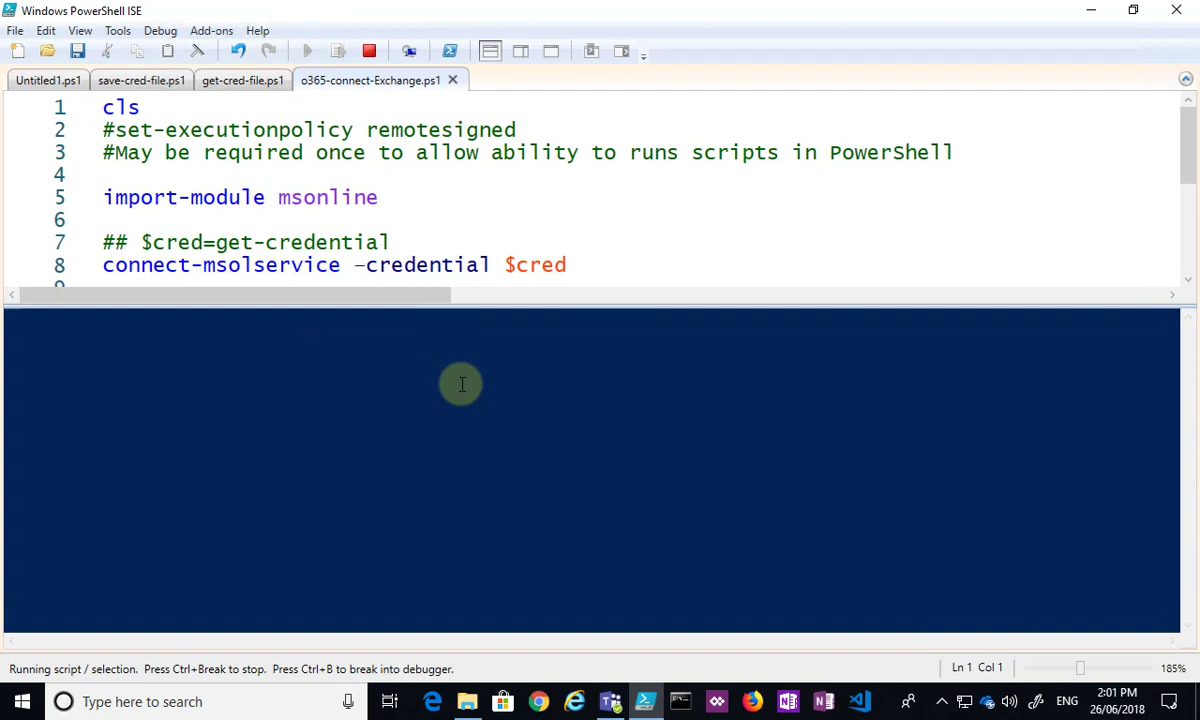 Windows PowerShell ISE
File Edit View Tools Debug Add-ons Help
Untitled1.ps1 save-cred-file.ps1 get-cred-file.ps1 o365-connect-Exchange.ps1
1 cls
2 #set-executionpolicy remotesigned
3 #May be required once to allow ability to runs scripts in PowerShell
4
5 import-module msonline
6
7 ## $cred=get-credential
8 connect-msolservice –credential $cred
9
Running script / selection. Press Ctrl+Break to stop. Press Ctrl+B to break into debugger. Ln 1 Col 1 185%
Type here to search ENG 2:01 PM
26/06/2018